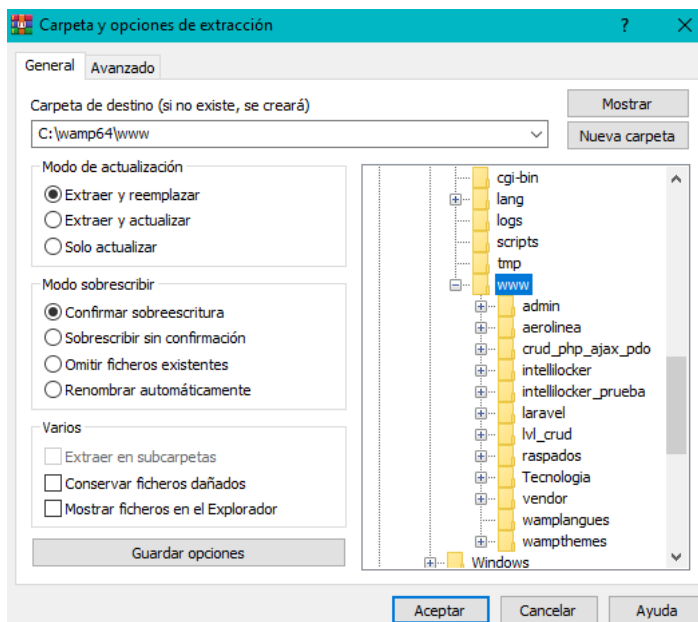 Carpeta y opciones de extracción
General
Avanzado
Carpeta de destino (si no existe, se creará)
Mostrar
C:\wamp64\www
Nueva carpeta
Modo de actualización
Extraer y reemplazar
Extraer y actualizar
Solo actualizar
Modo sobrescribir
Confirmar sobreescritura
Sobrescribir sin confirmación
Omitir ficheros existentes
Renombrar automáticamente
Varios
Extraer en subcarpetas
Conservar ficheros dañados
Mostrar ficheros en el Explorador
Guardar opciones
cgi-bin
lang
logs
scripts
tmp
www
admin
aerolinea
crud_php_ajax_pdo
intellilocker
intellilocker_prueba
laravel
lvl_crud
raspados
Tecnologia
vendor
wamplangues
wampthemes
Windows
Aceptar
Cancelar
Ayuda